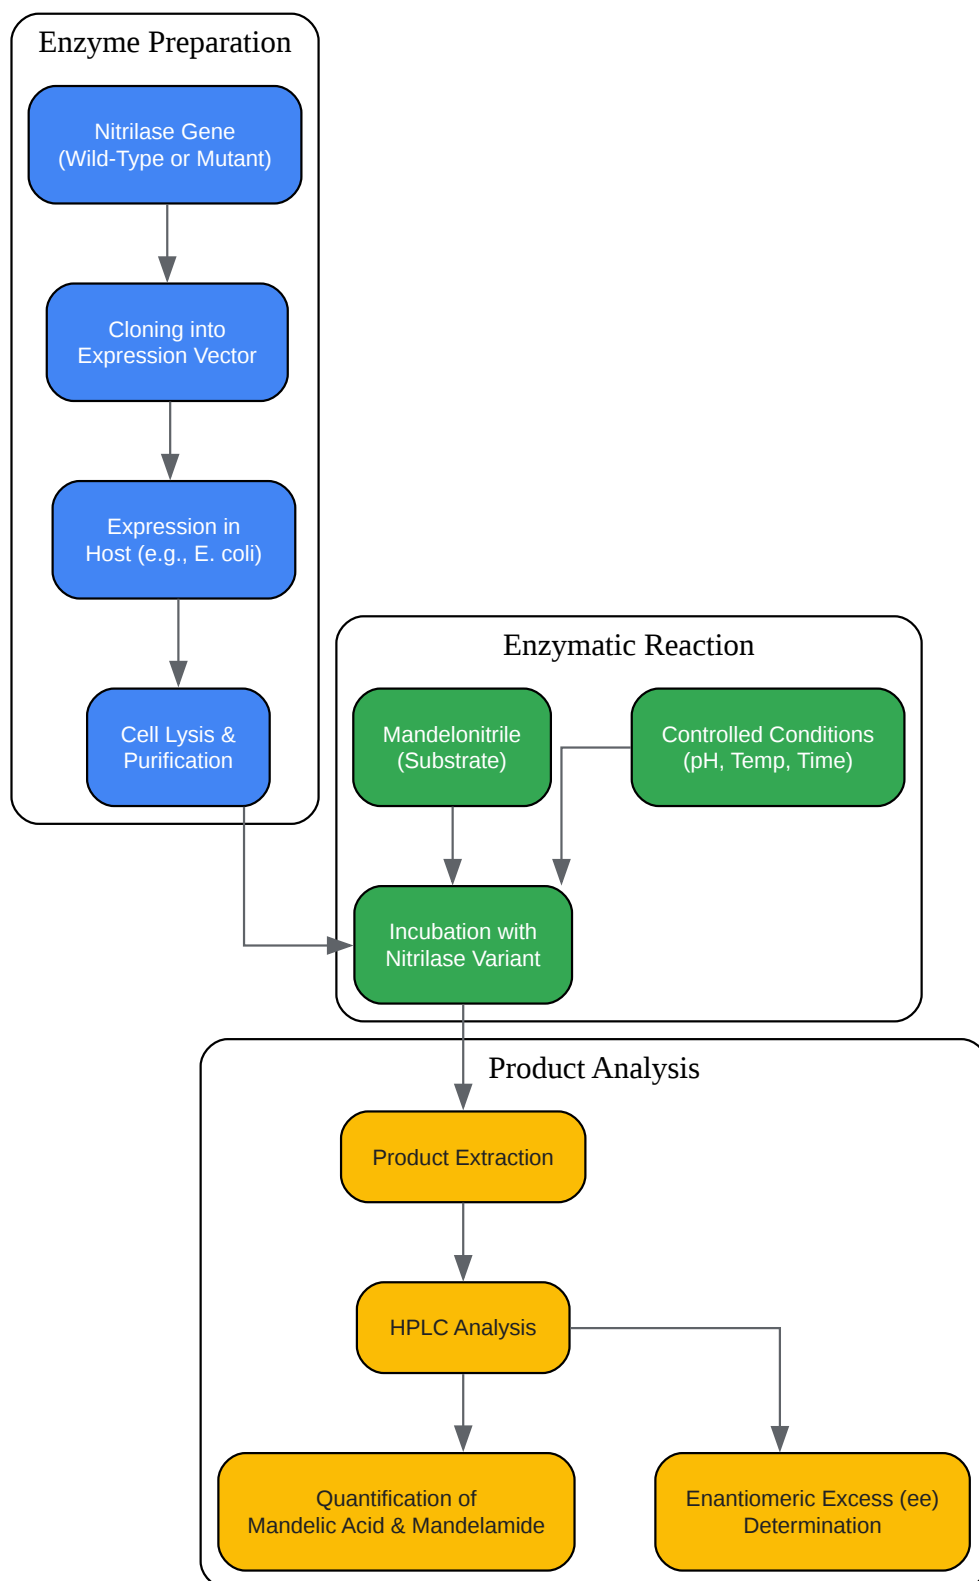 Enzyme Preparation
Nitrilase Gene
(Wild-Type or Mutant)
Cloning into
Expression Vector
Expression in
Host (e.g., E. coli)
Cell Lysis &
Purification
Enzymatic Reaction
Mandelonitrile
(Substrate)
Controlled Conditions
(pH, Temp, Time)
Incubation with
Nitrilase Variant
Product Analysis
Product Extraction
HPLC Analysis
Quantification of
Mandelic Acid & Mandelamide
Enantiomeric Excess (ee)
Determination